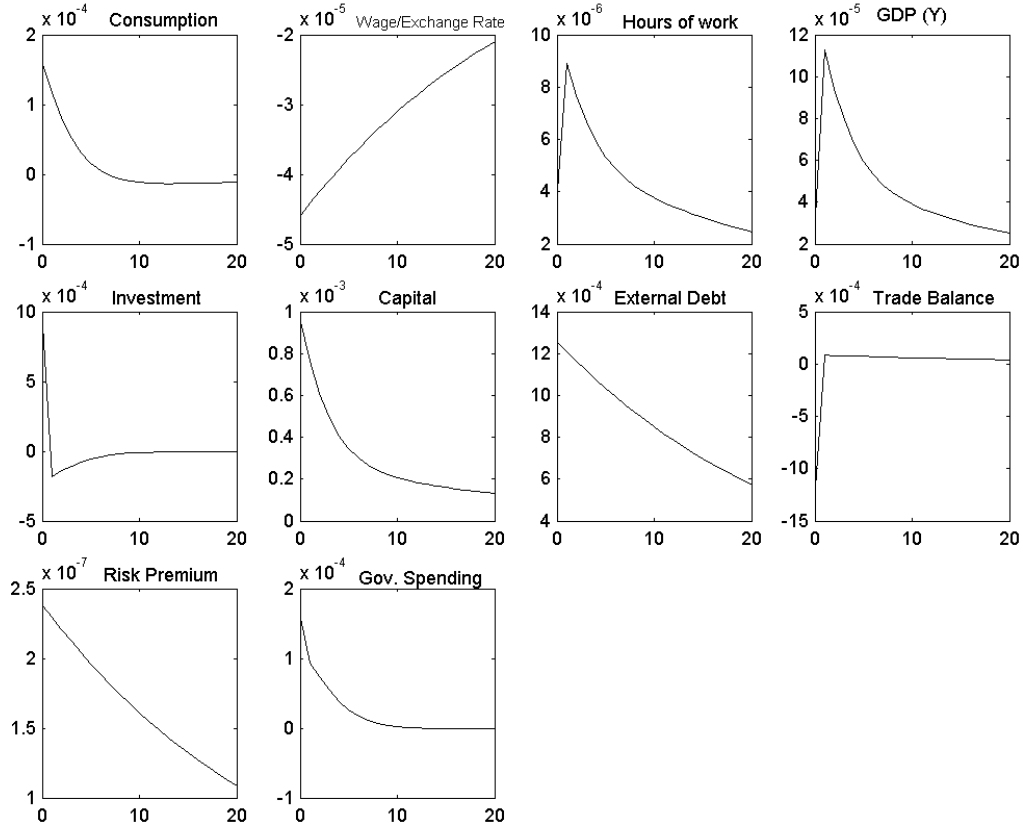 x 10-4 Consumption
2
1
0
-1
0 10 20
x 10-5 Wage/Exchange Rate
-2
-3
-4
-5
0 10 20
x 10-6 Hours of work
10
8
6
4
2
0 10 20
x 10-5 GDP (Y)
12
10
8
6
4
2
0 10 20
x 10-4 Investment
10
5
0
-5
0 10 20
x 10-3 Capital
1
0.8
0.6
0.4
0.2
0
0 10 20
x 10-4 External Debt
14
12
10
8
6
4
0 10 20
x 10-4 Trade Balance
5
0
-5
-10
-15
0 10 20
x 10-7 Risk Premium
2.5
2
1.5
1
0 10 20
x 10-4 Gov. Spending
2
1
0
-1
0 10 20